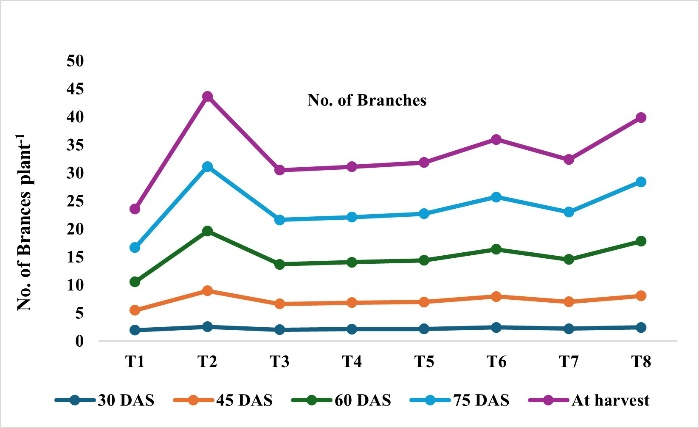 No. of Branches
No. of Brances plant-1
50
45
40
35
30
25
20
15
10
5
0
T1 T2 T3 T4 T5 T6 T7 T8
30 DAS 45 DAS 60 DAS 75 DAS At harvest